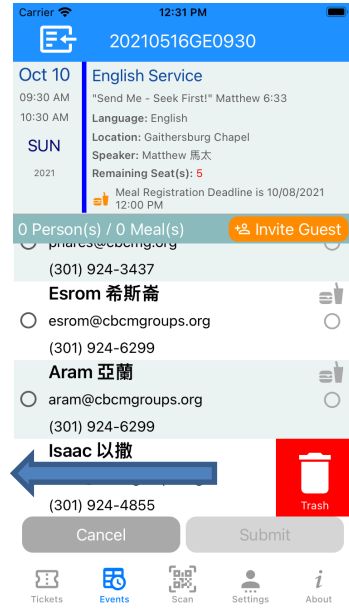 Carrier 12:31 PM
20210516GE0930
Oct 10 English Service
09:30 AM "Send Me - Seek First!" Matthew 6:33
10:30 AM Language: English
Location: Gaithersburg Chapel
SUN Speaker: Matthew 馬太
2021 Remaining Seat(s): 5
Meal Registration Deadline is 10/08/2021
12:00 PM
0 Person(s) / 0 Meal(s) Invite Guest
phares@cbcmg.org
(301) 924-3437
Esrom 希斯崙
esrom@cbcmgroups.org
(301) 924-6299
Aram 亞蘭
aram@cbcmgroups.org
(301) 924-6299
Isaac 以撒
(301) 924-4855 Trash
Cancel Submit
Tickets Events Scan Settings About